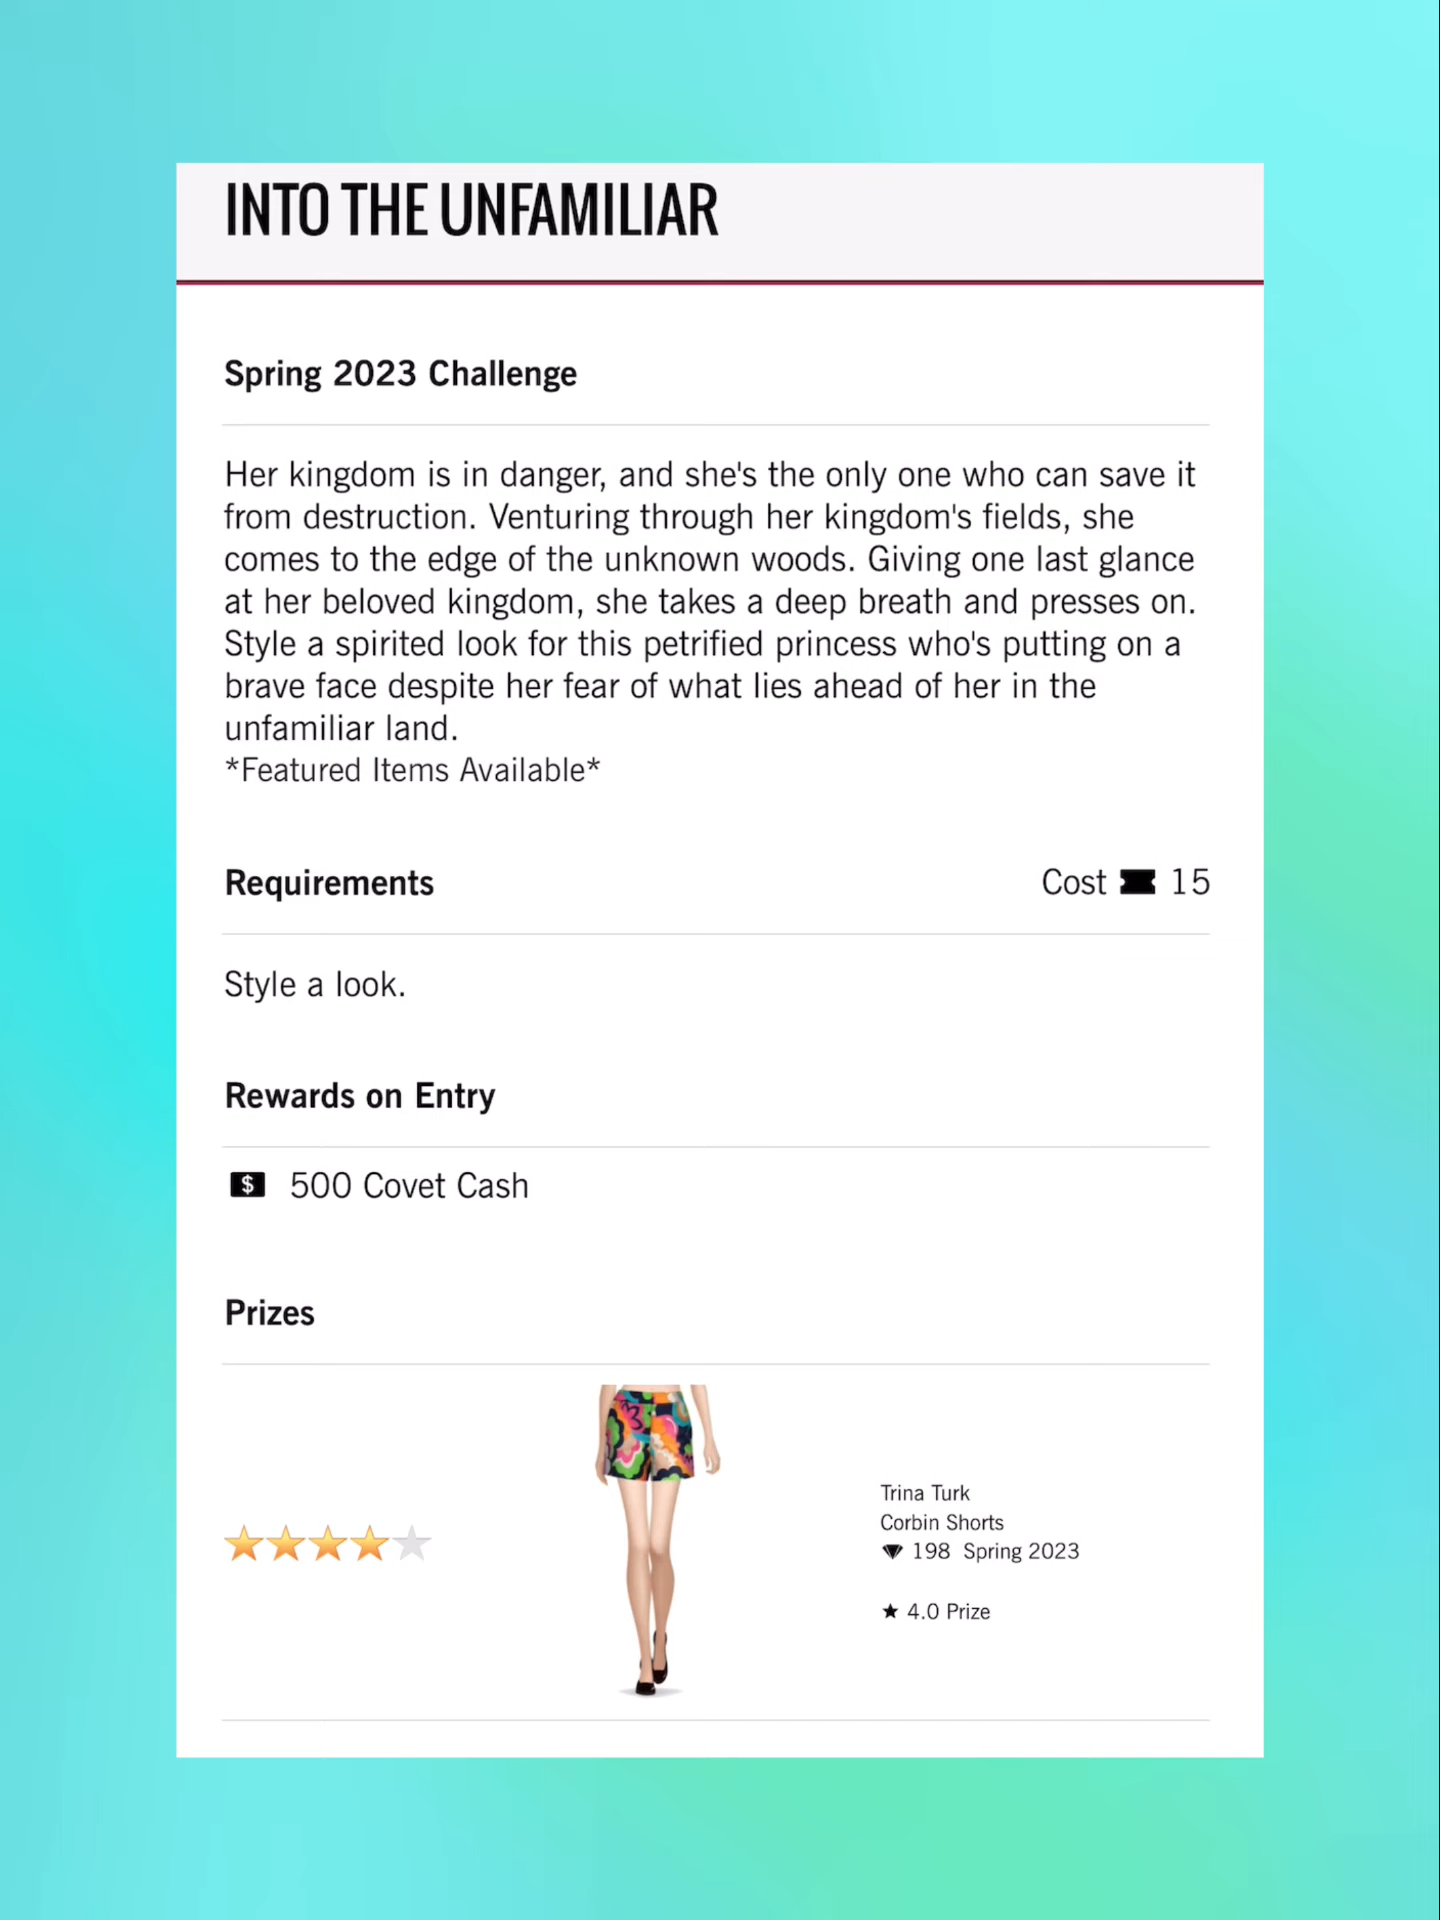 INTO THE UNFAMILIAR
Spring 2023 Challenge
Her kingdom is in danger, and she's the only one who can save it
from destruction. Venturing through her kingdom's fields, she
comes to the edge of the unknown woods. Giving one last glance
at her beloved kingdom, she takes a deep breath and presses on.
Style a spirited look for this petrified princess who's putting on a
brave face despite her fear of what lies ahead of her in the
unfamiliar land.
*Featured Items Available*
Requirements
Cost 15
Style a look.
Rewards on Entry
$ 500 Covet Cash
Prizes
Trina Turk
Corbin Shorts
198 Spring 2023
★ 4.0 Prize